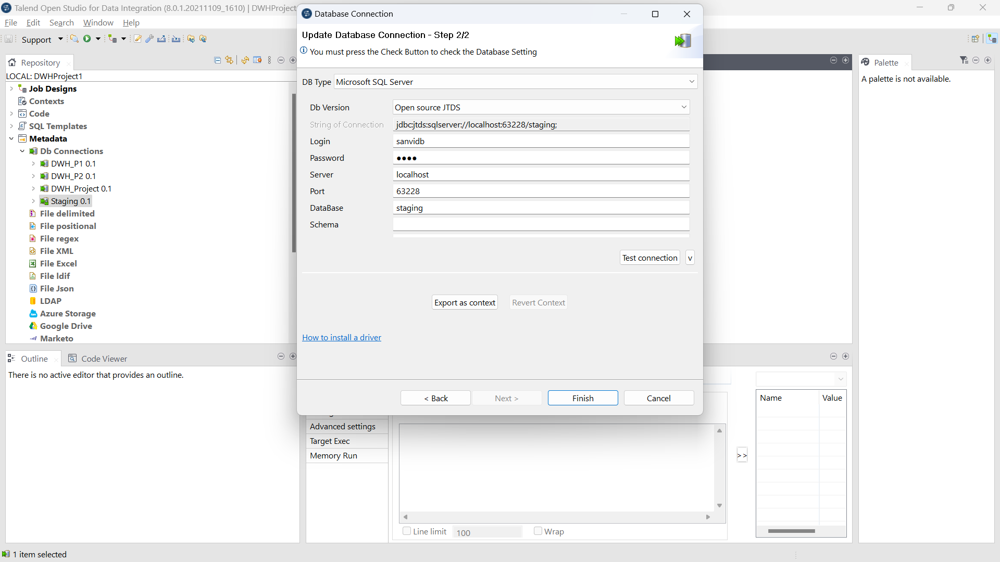 Talend Open Studio for Data Integration (8.0.1.20211109_1610) | DWHProject
File Edit Search Window Help
Support
Repository
LOCAL: DWHProject1
Job Designs
Contexts
Code
SQL Templates
Metadata
Db Connections
DWH_P1 0.1
DWH_P2 0.1
DWH_Project 0.1
Staging 0.1
File delimited
File positional
File regex
File XML
File Excel
File ldif
File Json
LDAP
Azure Storage
Google Drive
Marketo
Outline
Code Viewer
There is no active editor that provides an outline.
1 item selected
Database Connection
Update Database Connection - Step 2/2
You must press the Check Button to check the Database Setting
DB Type Microsoft SQL Server
Db Version Open source JTDS
String of Connection jdbc:jtds:sqlserver://localhost:63228/staging;
Login sanvidb
Password ●●●●
Server localhost
Port 63228
DataBase staging
Schema
Test connection v
Export as context Revert Context
How to install a driver
< Back Next > Finish Cancel
Advanced settings
Target Exec
Memory Run
Line limit 100 Wrap
>>
Name Value
Palette
A palette is not available.